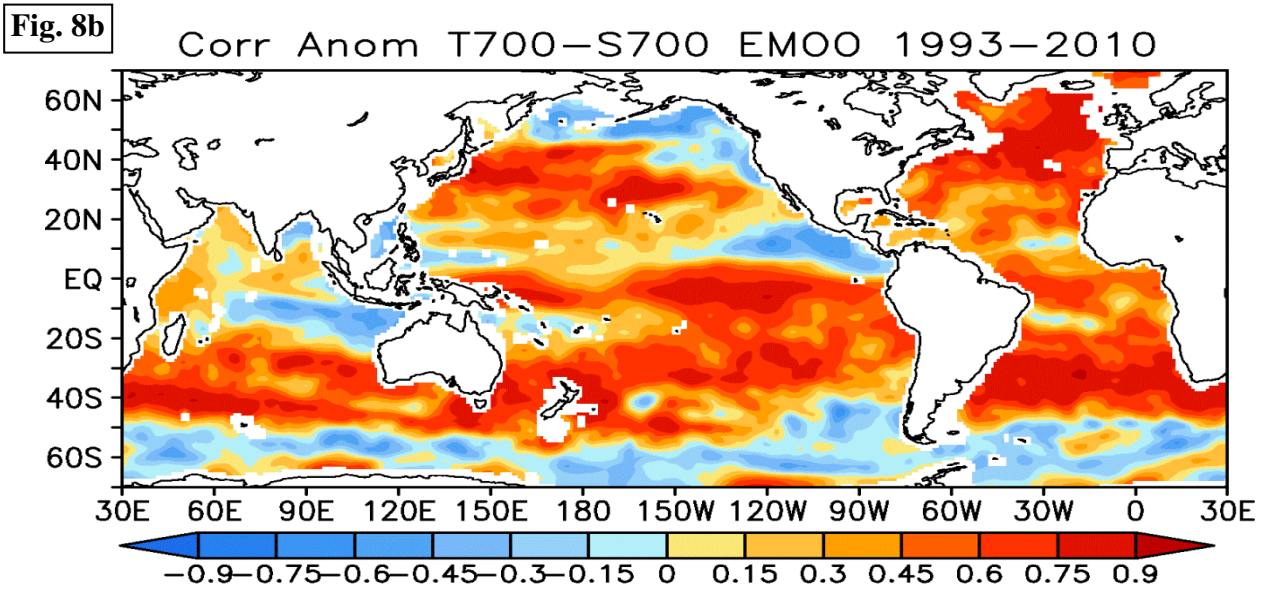 Fig. 8b
Corr Anom T700-S700 EMOO 1993-2010
60N
40N
20N
EQ
20S
40S
60S
30E 60E 90E 120E 150E 180 150W 120W 90W 60W 30W 0 30E
-0.9-0.75-0.6-0.45-0.3-0.15 0 0.15 0.3 0.45 0.6 0.75 0.9